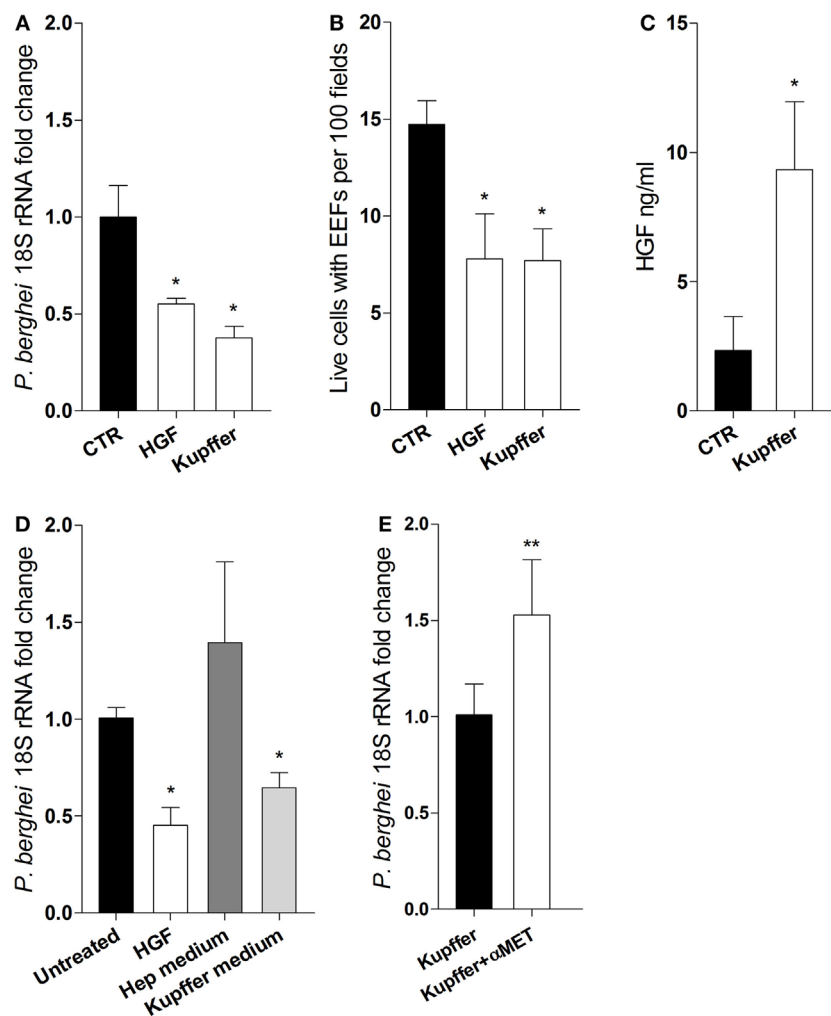 A
P. berghei 18S rRNA fold change
2.0
1.5
1.0
0.5
0.0
*
*
CTR
HGF
Kupffer
B
Live cells with EEFs per 100 fields
20
15
10
5
0
*
*
CTR
HGF
Kupffer
C
HGF ng/ml
15
10
5
0
*
CTR
Kupffer
D
P. berghei 18S rRNA fold change
2.0
1.5
1.0
0.5
0.0
*
*
Untreated
HGF
Hep medium
Kupffer medium
E
P. berghei 18S rRNA fold change
2.0
1.5
1.0
0.5
0.0
**
Kupffer
Kupffer+αMET